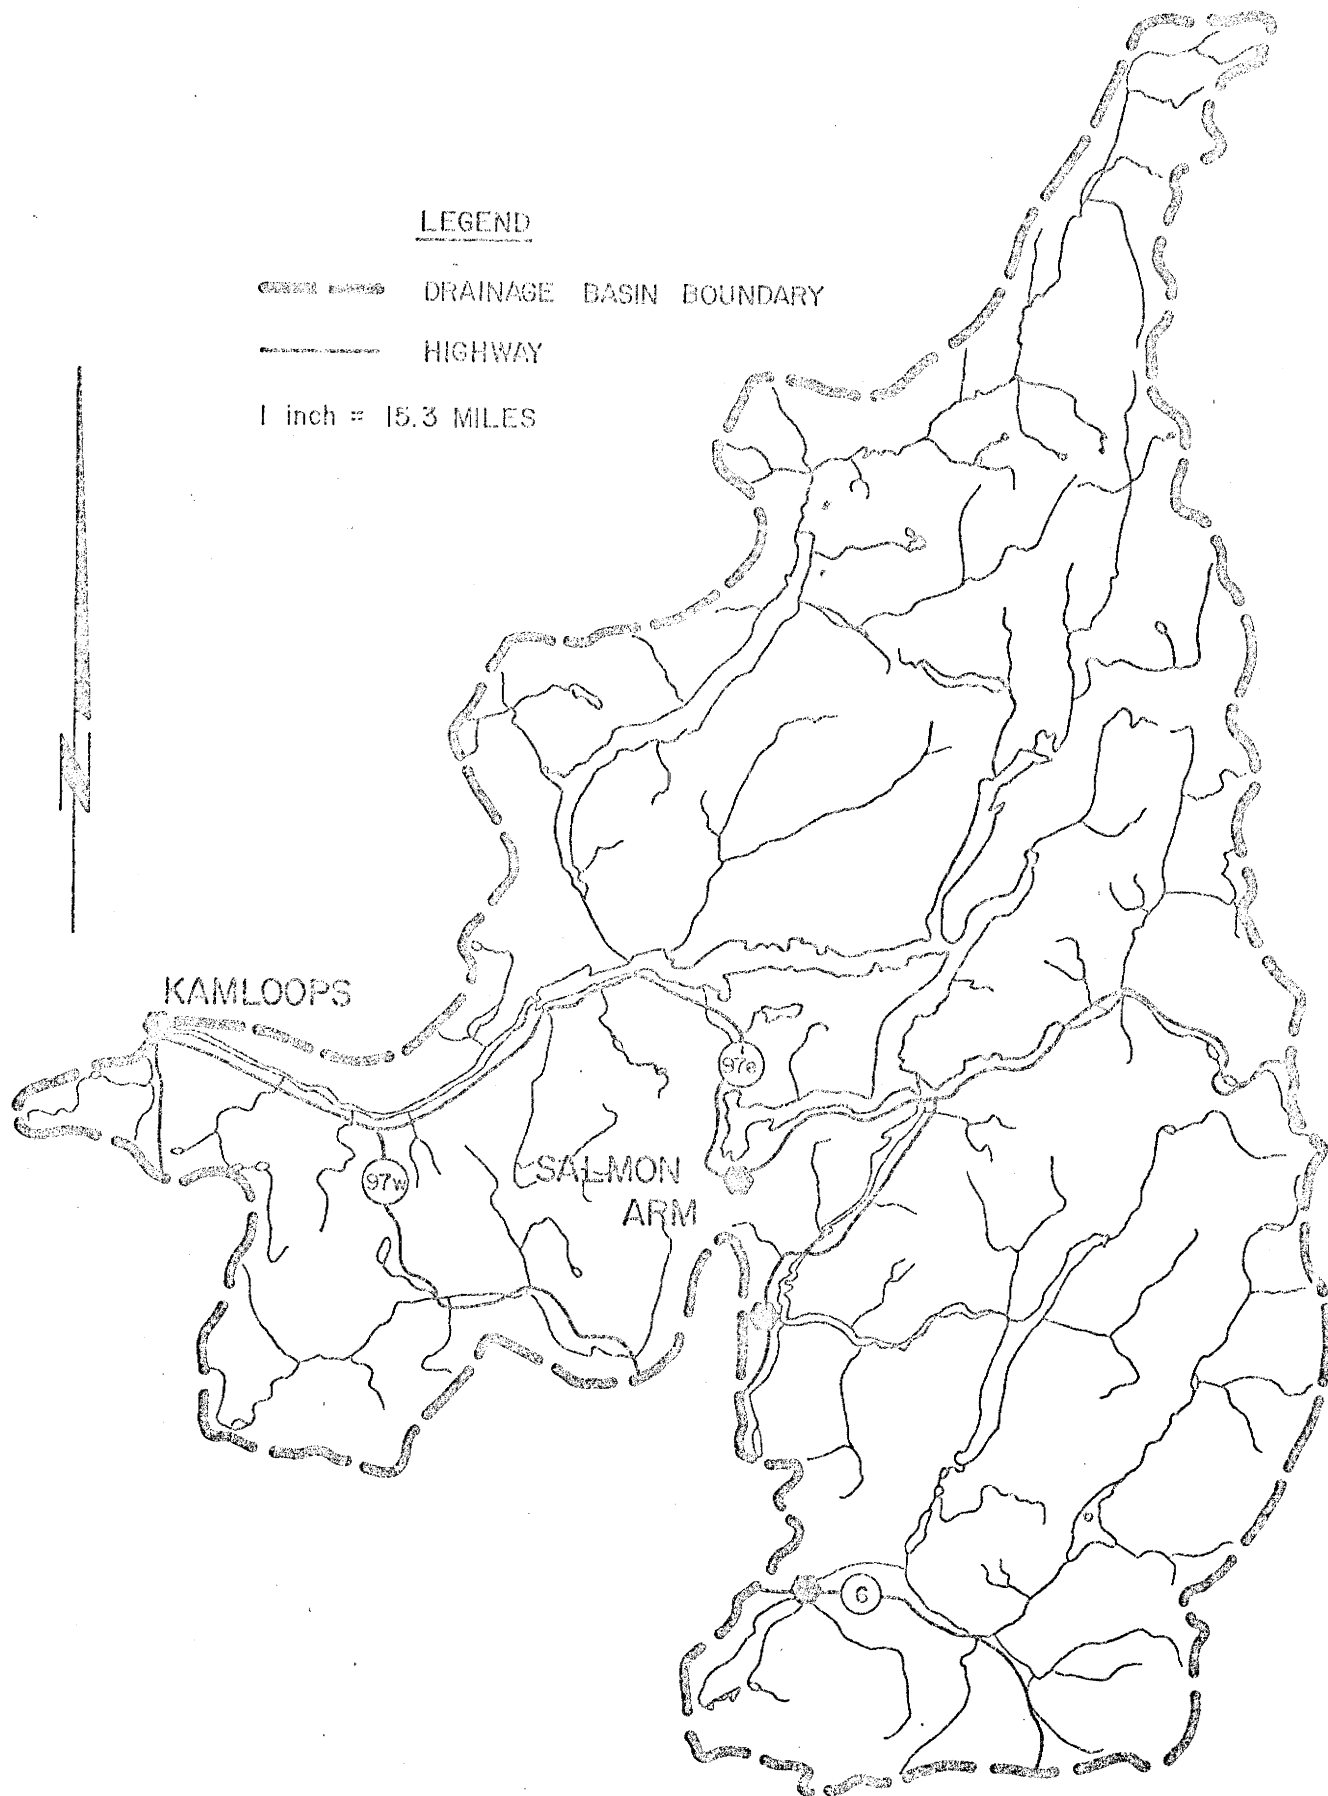 LEGEND
DRAINAGE BASIN BOUNDARY
HIGHWAY
1 inch = 15.3 MILES
N
KAMLOOPS
97e
SALMON
ARM
97w
6